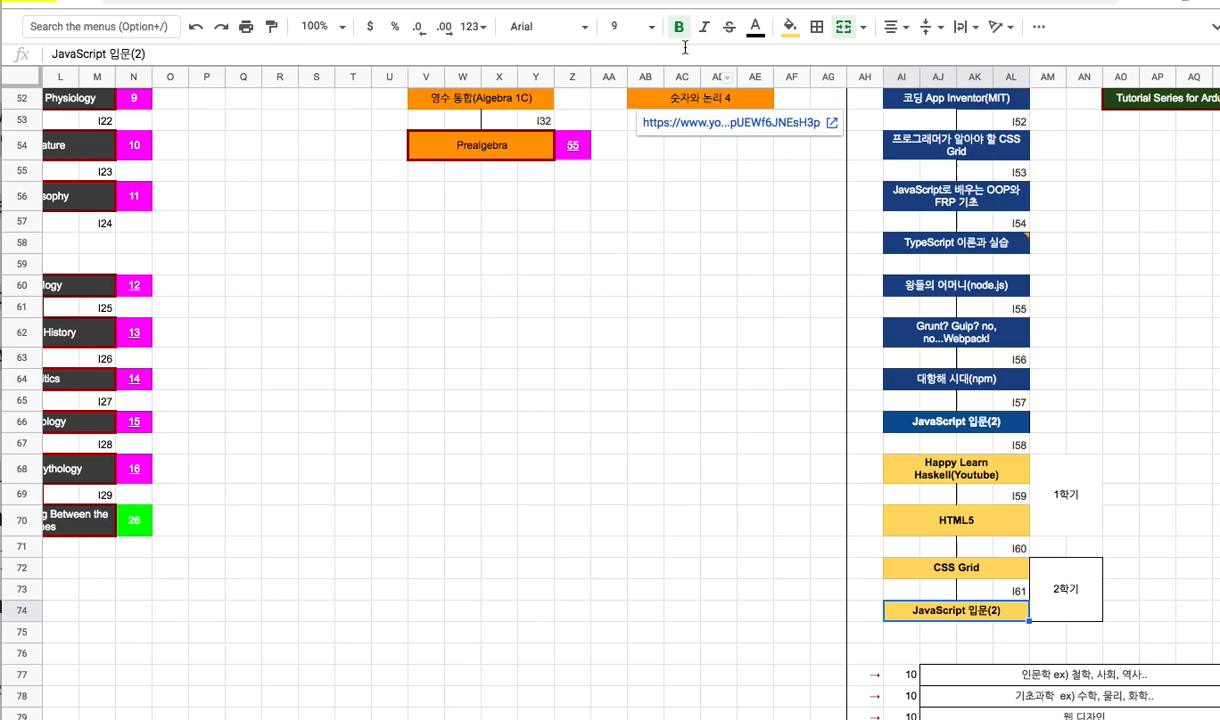 Search the menus (Option+/)
100%
$
%
.0
.00
123
Arial
9
B
I
S
A
fx
JavaScript 입문(2)
L M N O P Q R S T U V W X Y Z AA AB AC AD AE AF AG AH AI AJ AK AL AM AN AO AP AQ
52 Physiology 9 영수 통합(Algebra 1C) 숫자와 논리 4 코딩 App Inventor(MIT) Tutorial Series for Ardu
53 I22 I32 https://www.yo...pUEWf6JNEsH3p I52
54 ature 10 Prealgebra 55 프로그래머가 알아야 할 CSS
Grid
55 I23 I53
56 sophy 11 JavaScript로 배우는 OOP와
FRP 기초
57 I24 I54
58 TypeScript 이론과 실습
59
60 logy 12 왕들의 어머니(node.js)
61 I25 I55
62 History 13 Grunt? Gulp? no,
no...Webpack!
63 I26 I56
64 itics 14 대항해 시대(npm)
65 I27 I57
66 ology 15 JavaScript 입문(2)
67 I28 I58
68 ythology 16 Happy Learn
Haskell(Youtube)
69 I29 I59 1학기
70 g Between the
nes 26 HTML5
71 I60
72 CSS Grid
73 I61 2학기
74 JavaScript 입문(2)
75
76
77 → 10 인문학 ex) 철학, 사회, 역사..
78 → 10 기초과학 ex) 수학, 물리, 화학..
79 → 10 웹 디자인